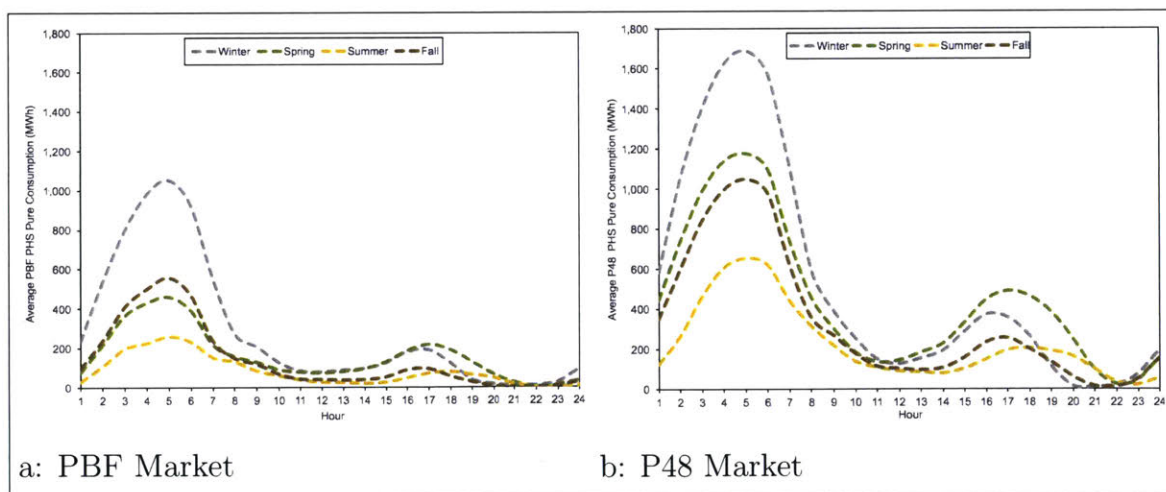 1,800
1,600
1,400
1,200
1,000
800
600
400
200
0
Average PBF PHS Pure Consumption (MWh)
Winter Spring Summer Fall
1 2 3 4 5 6 7 8 9 10 11 12 13 14 15 16 17 18 19 20 21 22 23 24
Hour
a: PBF Market
1,800
1,600
1,400
1,200
1,000
800
600
400
200
0
Average P48 PHS Pure Consumption (MWh)
Winter Spring Summer Fall
1 2 3 4 5 6 7 8 9 10 11 12 13 14 15 16 17 18 19 20 21 22 23 24
Hour
b: P48 Market